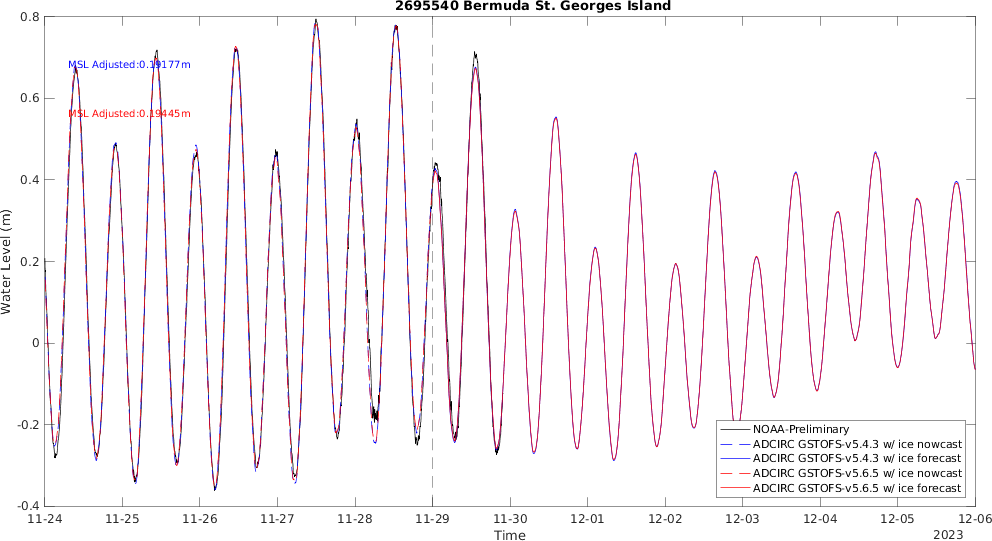 2695540 Bermuda St. Georges Island
0.8
0.6
0.4
0.2
0
-0.2
-0.4
Water Level (m)
MSL Adjusted:0.19177m
MSL Adjusted:0.19445m
NOAA-Preliminary
ADCIRC GSTOFS-v5.4.3 w/ ice nowcast
ADCIRC GSTOFS-v5.4.3 w/ ice forecast
ADCIRC GSTOFS-v5.6.5 w/ ice nowcast
ADCIRC GSTOFS-v5.6.5 w/ ice forecast
11-24 11-25 11-26 11-27 11-28 11-29 11-30 12-01 12-02 12-03 12-04 12-05 12-06
Time
2023